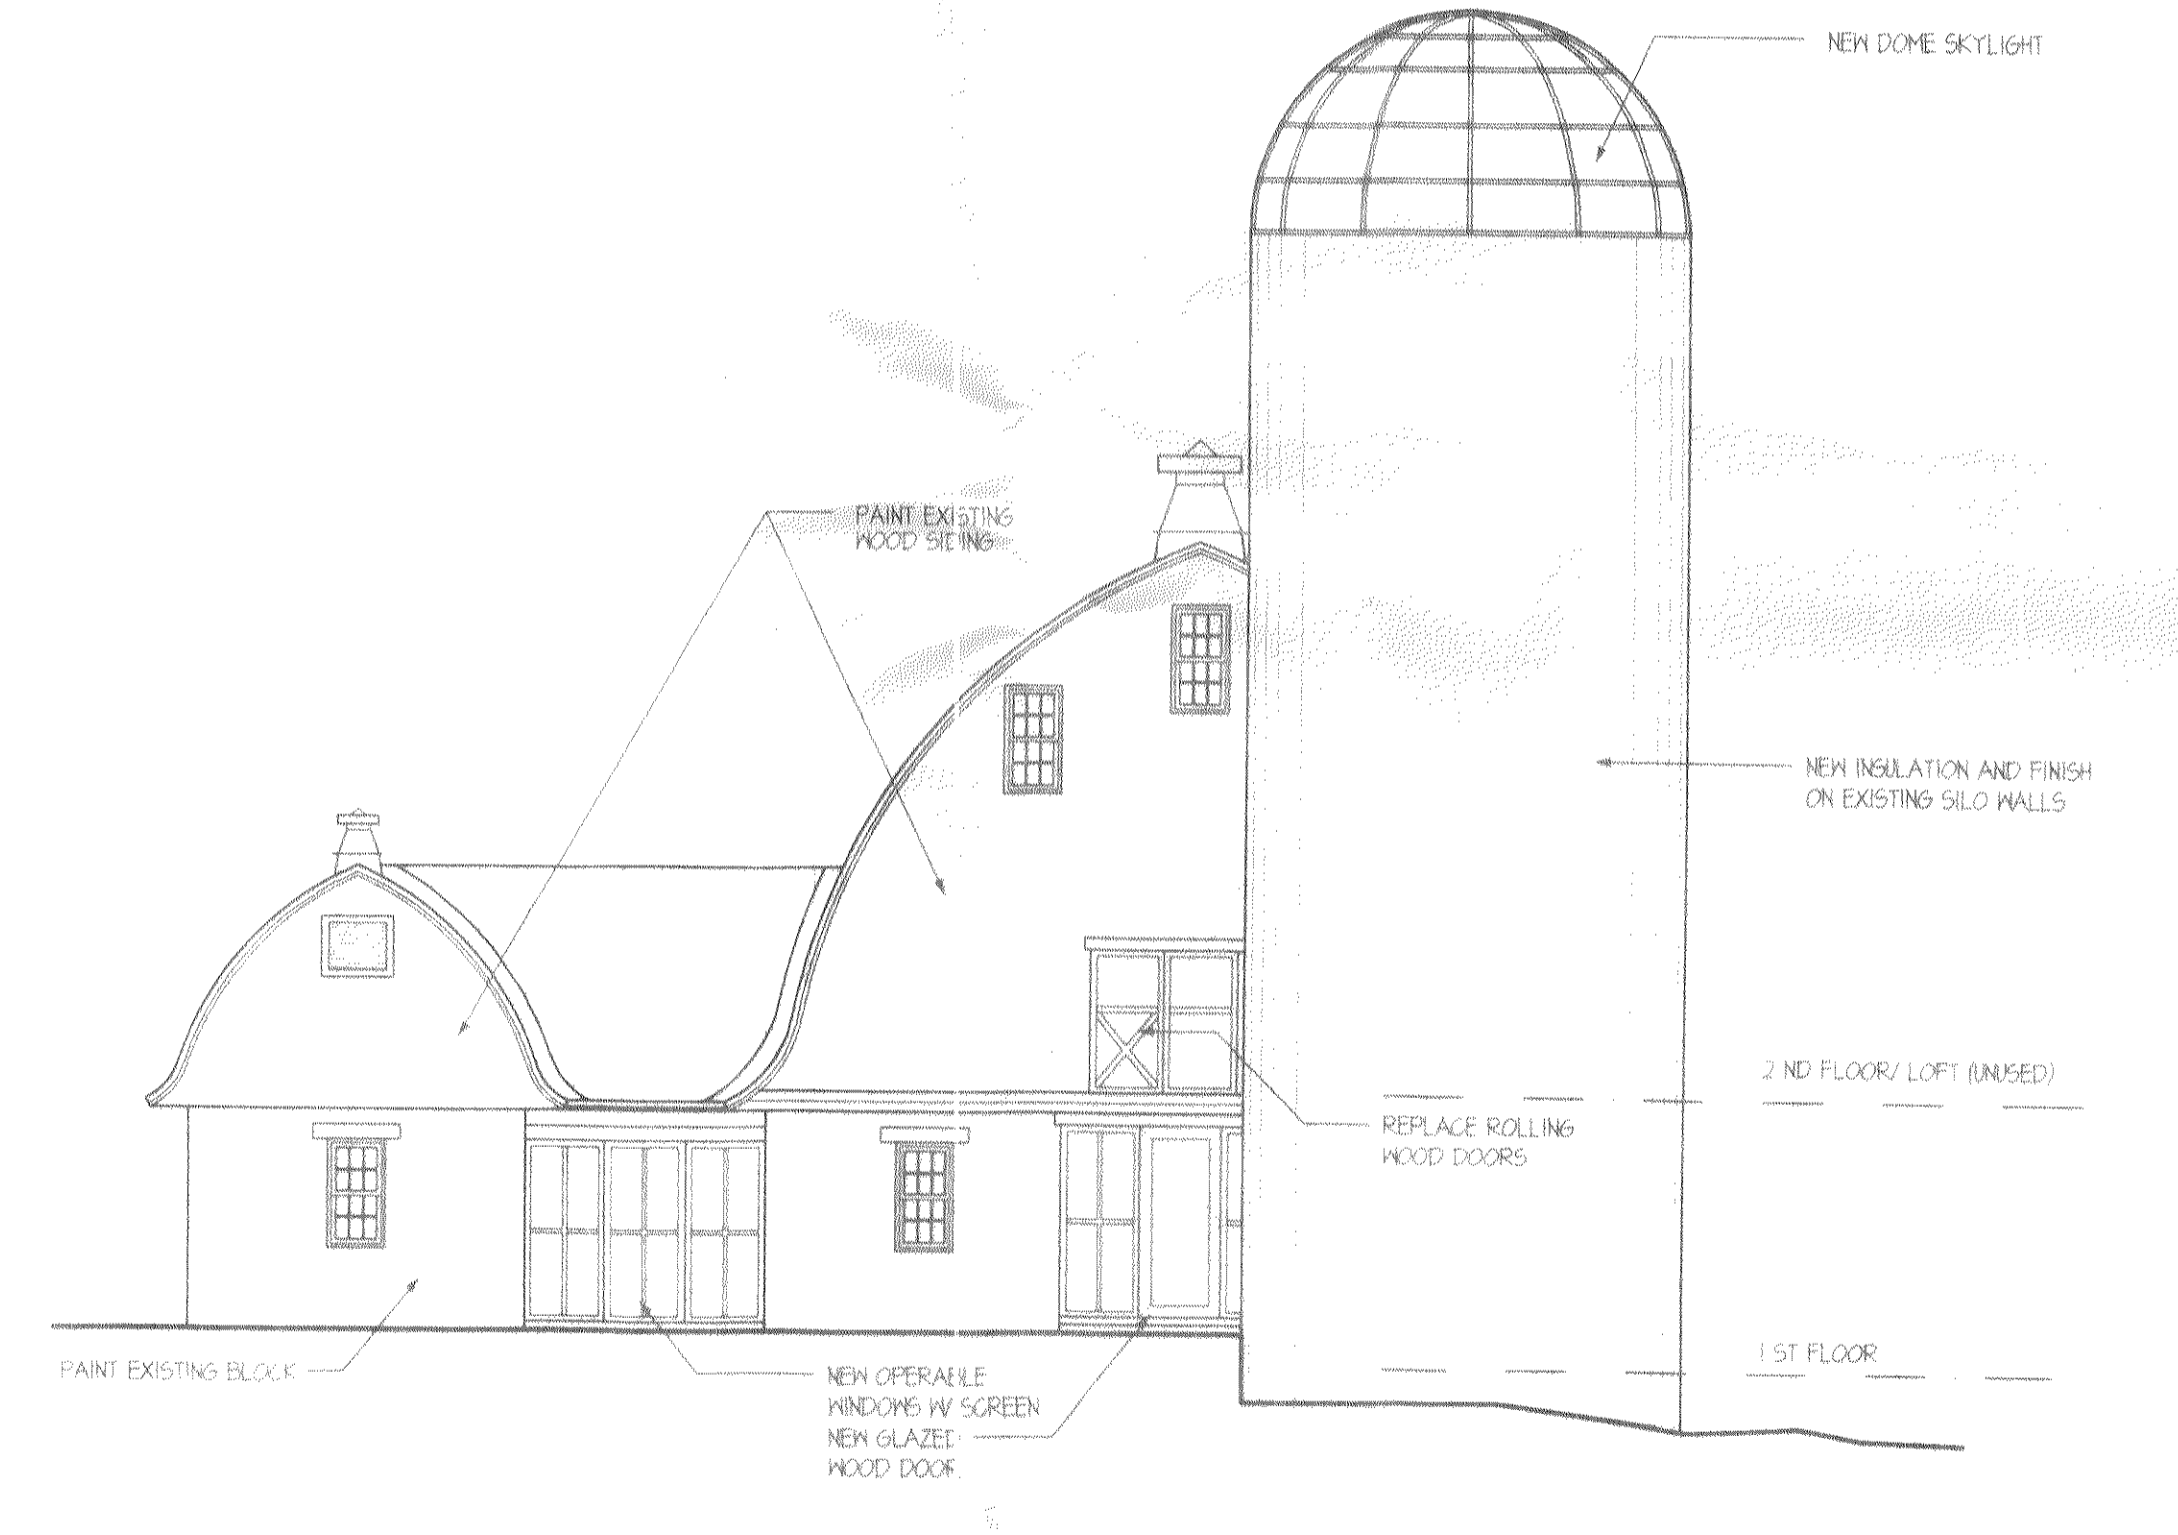 NEW DOME SKYLIGHT
PAINT EXISTING
WOOD SIDING
NEW INSULATION AND FINISH
ON EXISTING SILO WALLS
2 ND FLOOR/ LOFT (UNUSED)
REPLACE ROLLING
WOOD DOORS
1 ST FLOOR
PAINT EXISTING BLOCK
NEW OPERABLE
WINDOWS W/ SCREEN
NEW GLAZED
WOOD DOOR